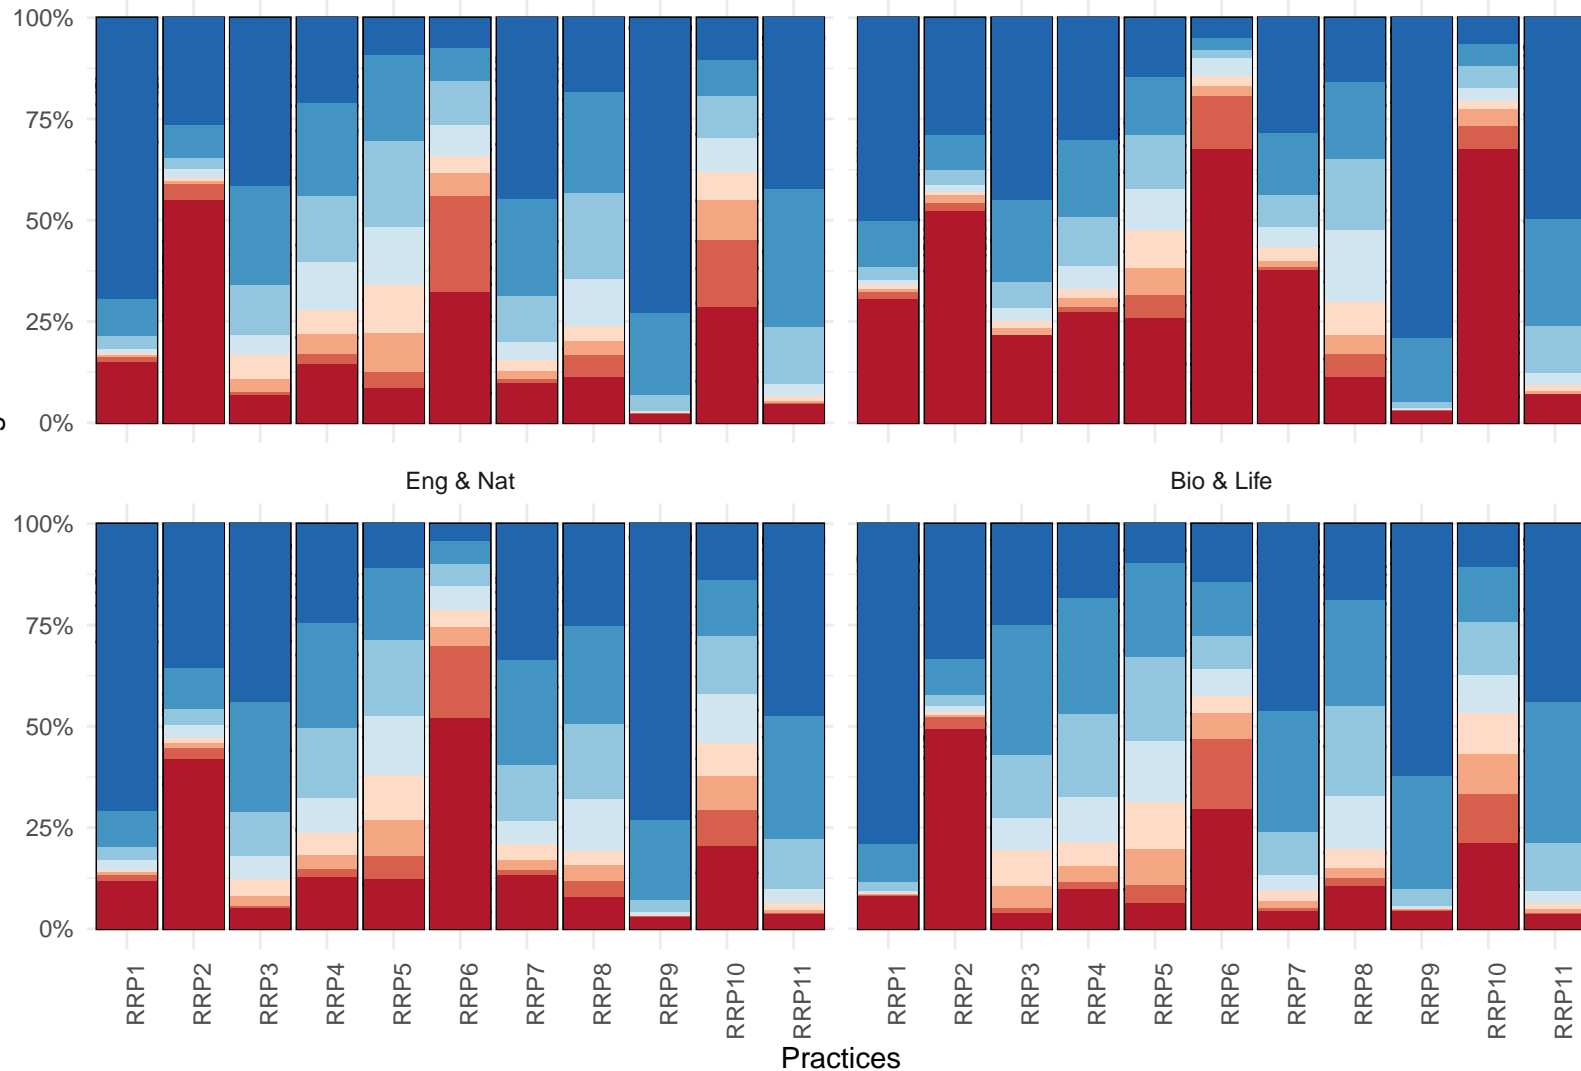 100%
75%
50%
25%
0%
Eng & Nat
Bio & Life
100%
75%
50%
25%
0%
RRP1
RRP2
RRP3
RRP4
RRP5
RRP6
RRP7
RRP8
RRP9
RRP10
RRP11
RRP1
RRP2
RRP3
RRP4
RRP5
RRP6
RRP7
RRP8
RRP9
RRP10
RRP11
Practices